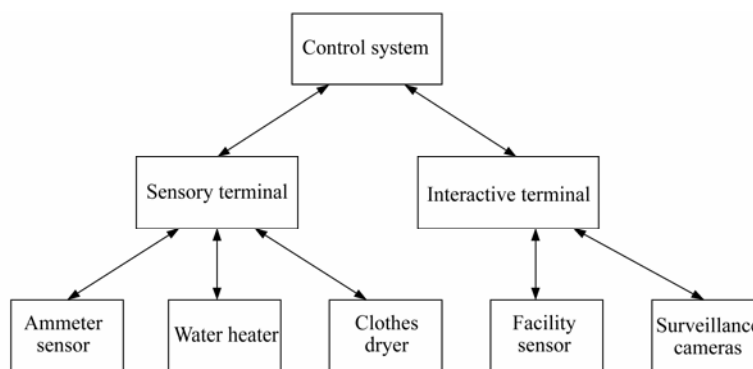 Control system
Sensory terminal
Interactive terminal
Ammeter
sensor
Water heater
Clothes
dryer
Facility
sensor
Surveillance
cameras